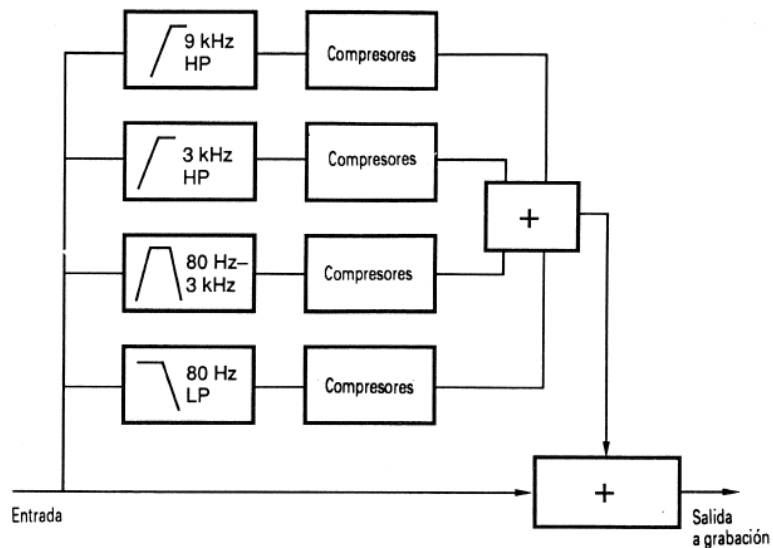 9 kHz
HP
Compresores
3 kHz
HP
Compresores
+
80 Hz–
3 kHz
Compresores
80 Hz
LP
Compresores
+
Entrada
Salida
a grabación